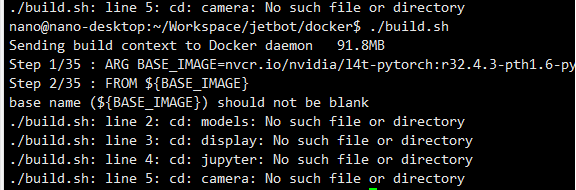 ./build.sh: line 5: cd: camera: No such file or directory
nano@nano-desktop:~/Workspace/jetbot/docker$ ./build.sh
Sending build context to Docker daemon   91.8MB
Step 1/35 : ARG BASE_IMAGE=nvcr.io/nvidia/l4t-pytorch:r32.4.3-pth1.6-py
Step 2/35 : FROM ${BASE_IMAGE}
base name (${BASE_IMAGE}) should not be blank
./build.sh: line 2: cd: models: No such file or directory
./build.sh: line 3: cd: display: No such file or directory
./build.sh: line 4: cd: jupyter: No such file or directory
./build.sh: line 5: cd: camera: No such file or directory